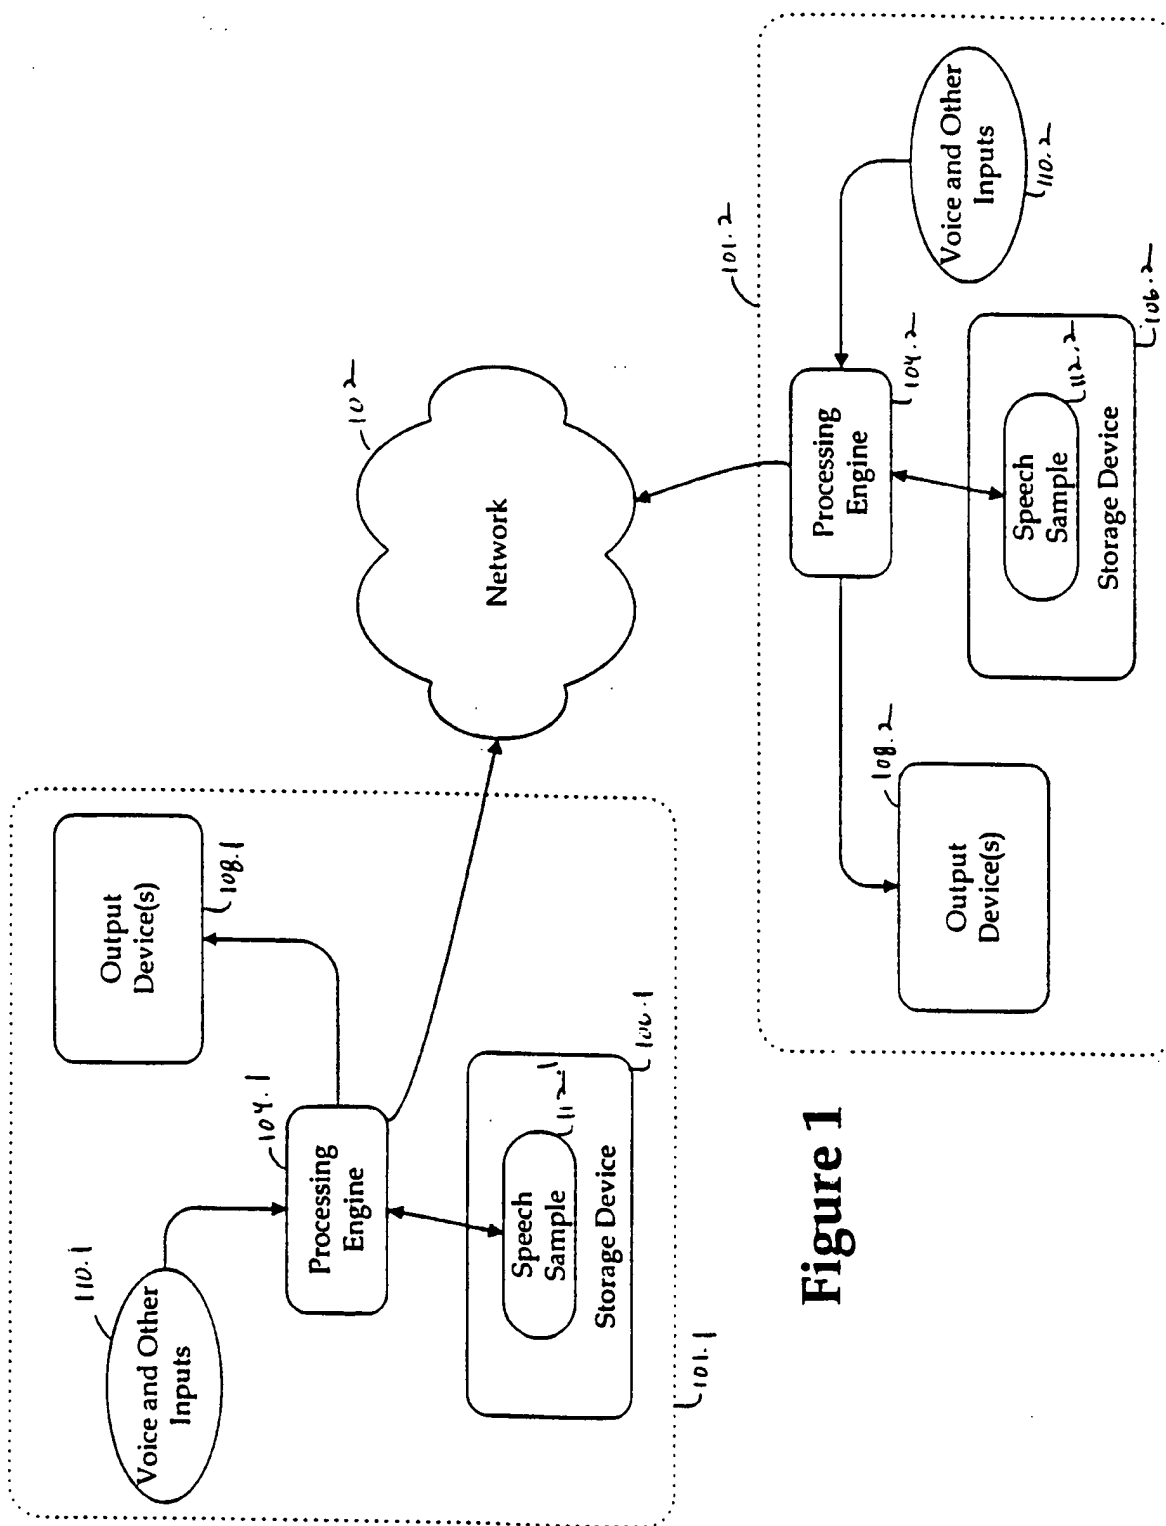 110.1
Voice and Other
Inputs
104.1
Processing
Engine
Output
Device(s)
108.1
Speech
Sample
112.1
Storage Device
106.1
101.1
102
Network
101.2
Output
Device(s)
108.2
Processing
Engine
104.2
Voice and Other
Inputs
110.2
Speech
Sample
112.2
Storage Device
106.2
Figure 1